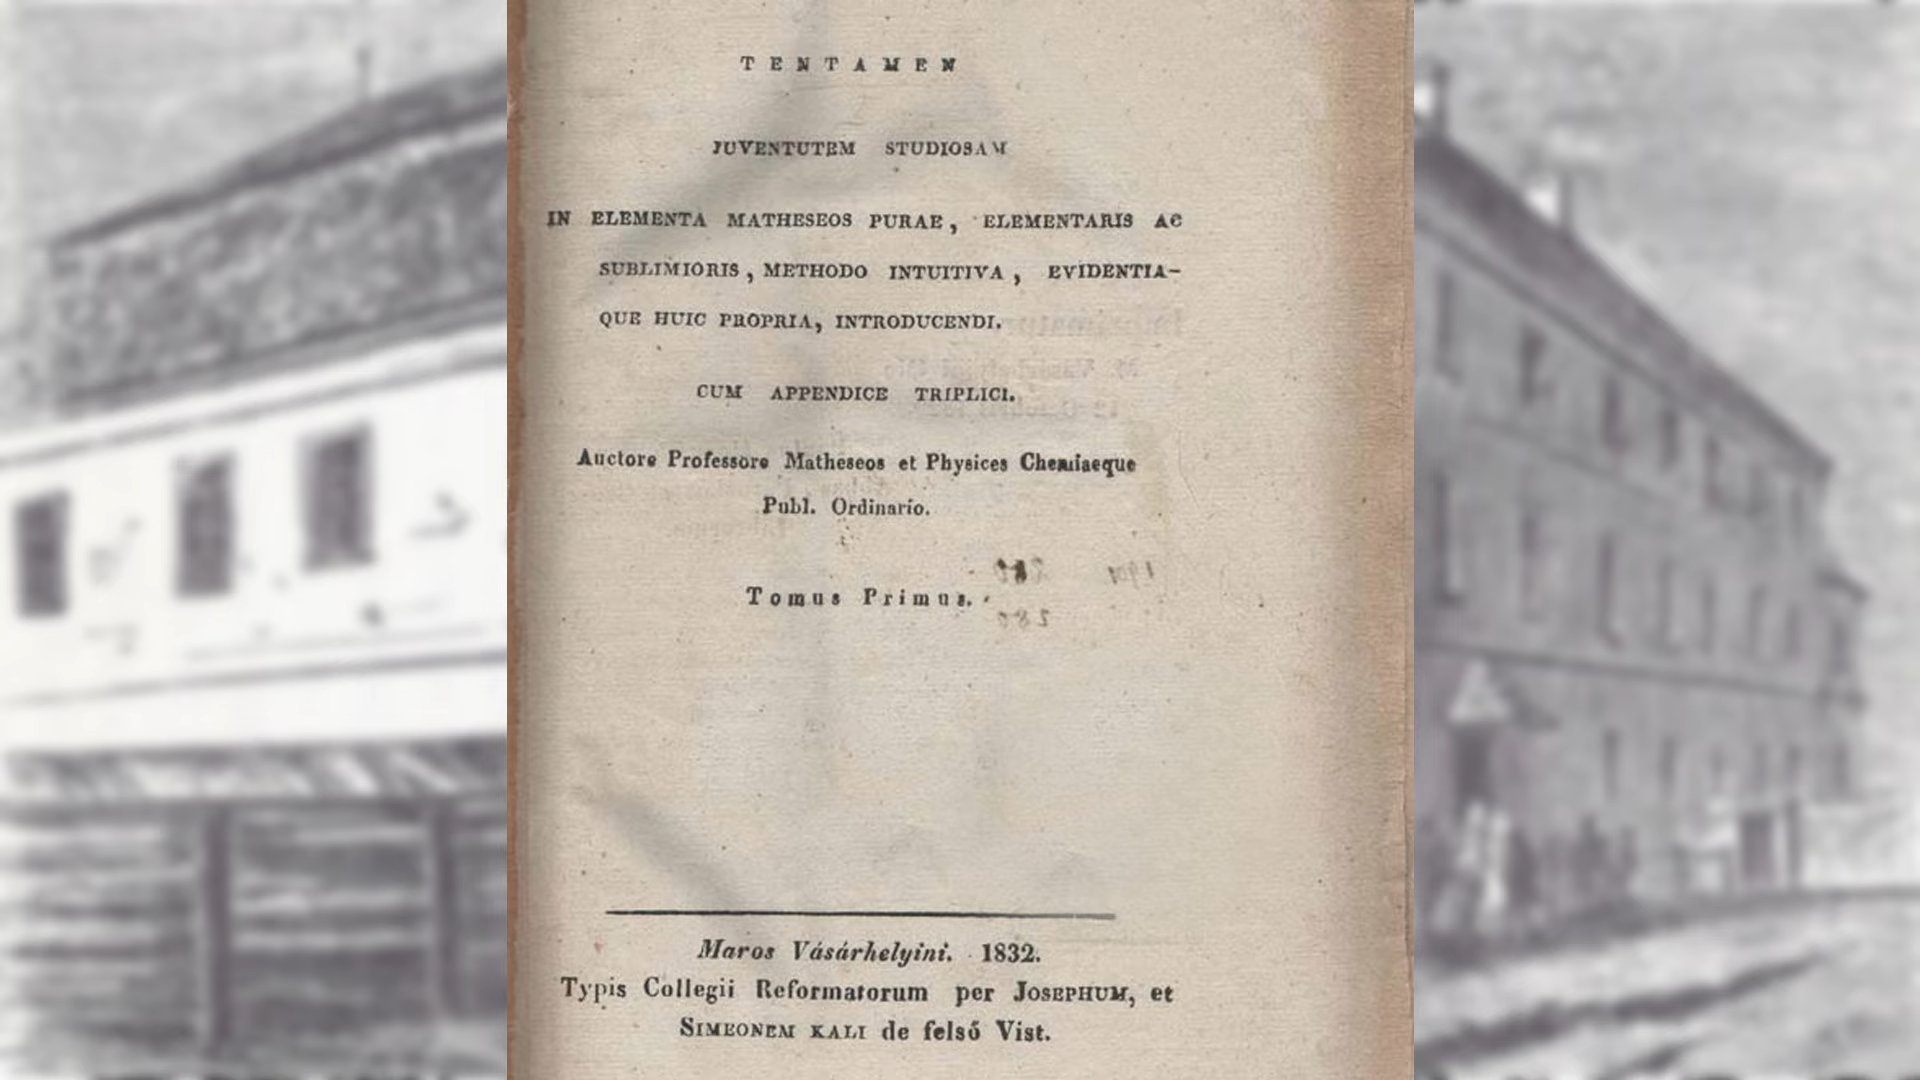 TENTAMEN
JUVENTUTEM STUDIOSAM
IN ELEMENTA MATHESEOS PURAE, ELEMENTARIS AC
SUBLIMIORIS, METHODO INTUITIVA, EVIDENTIA-
QUE HUIC PROPRIA, INTRODUCENDI.
CUM APPENDICE TRIPLICI.
Auctore Professore Matheseos et Physices Chemiaeque
Publ. Ordinario.
Tomus Primus.
Maros Vásárhelyini. 1832.
Typis Collegii Reformatorum per JOSEPHUM, et
SIMEONEM KALI de felső Vist.